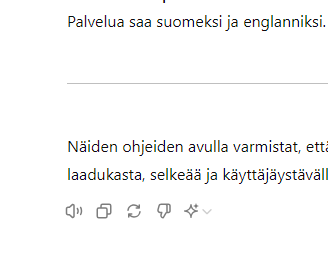 Palvelua saa suomeksi ja englanniksi.
Näiden ohjeiden avulla varmistat, että
laadukasta, selkeää ja käyttäjäystäväll